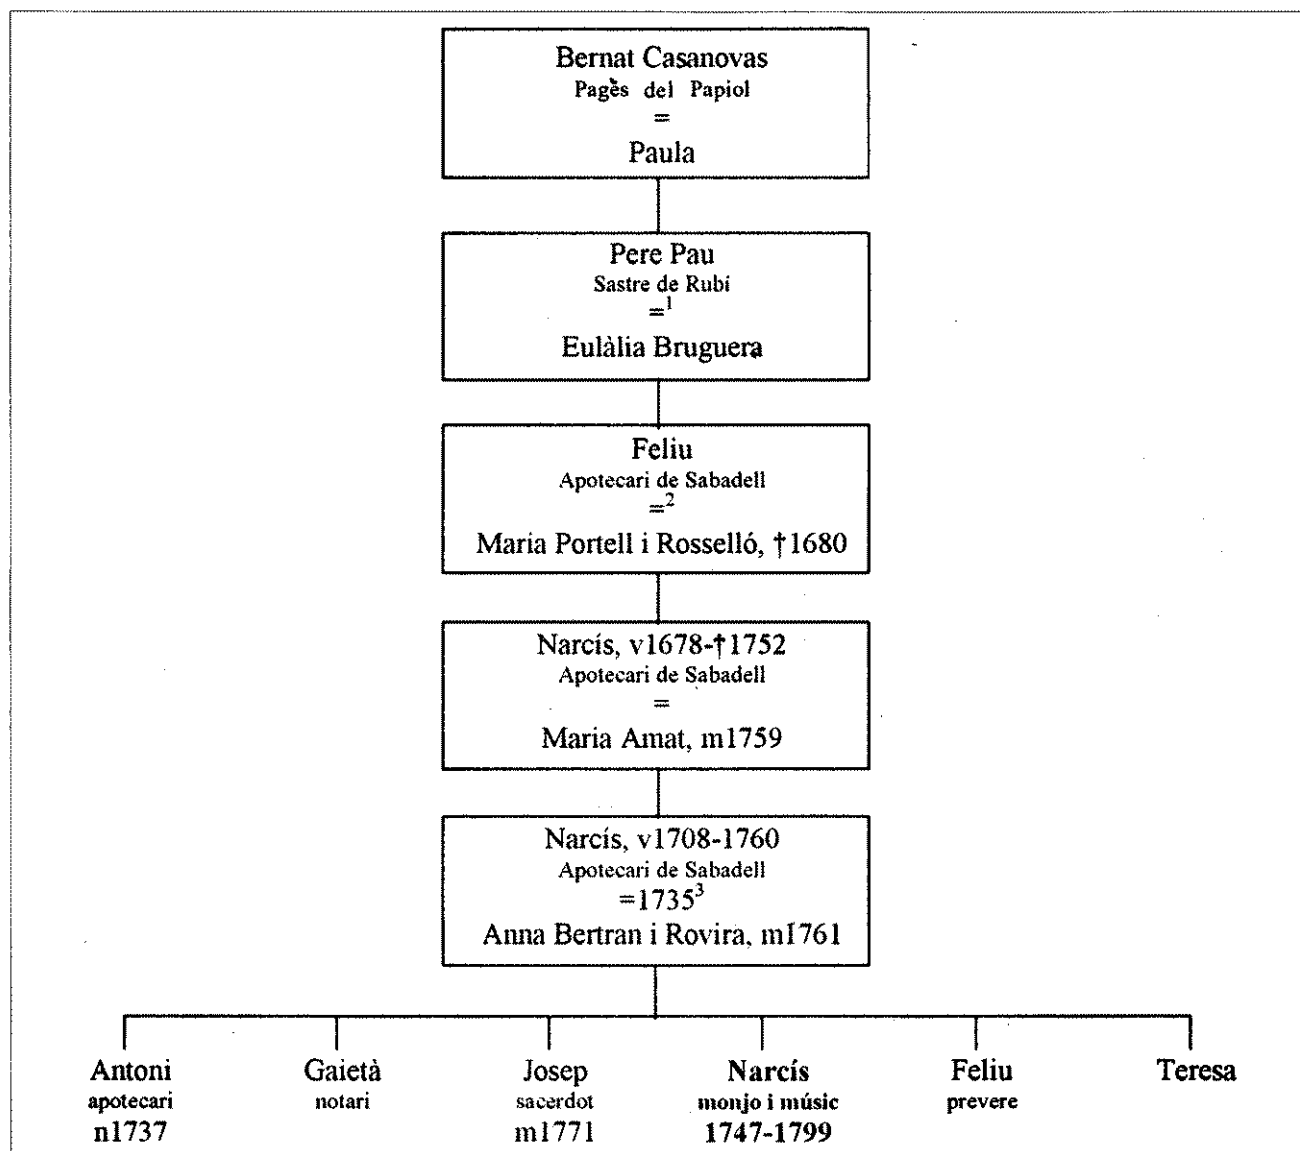 Bernat Casanovas
Pagès del Papiol
=
Paula
Pere Pau
Sastre de Rubí
=¹
Eulàlia Bruguera
Feliu
Apotecari de Sabadell
=²
Maria Portell i Rosselló, †1680
Narcís, v1678-†1752
Apotecari de Sabadell
=
Maria Amat, m1759
Narcís, v1708-1760
Apotecari de Sabadell
=1735³
Anna Bertran i Rovira, m1761
Antoni Gaietà Josep Narcís Feliu Teresa
apotecari notari sacerdot monjo i músic prevere
n1737 m1771 1747-1799